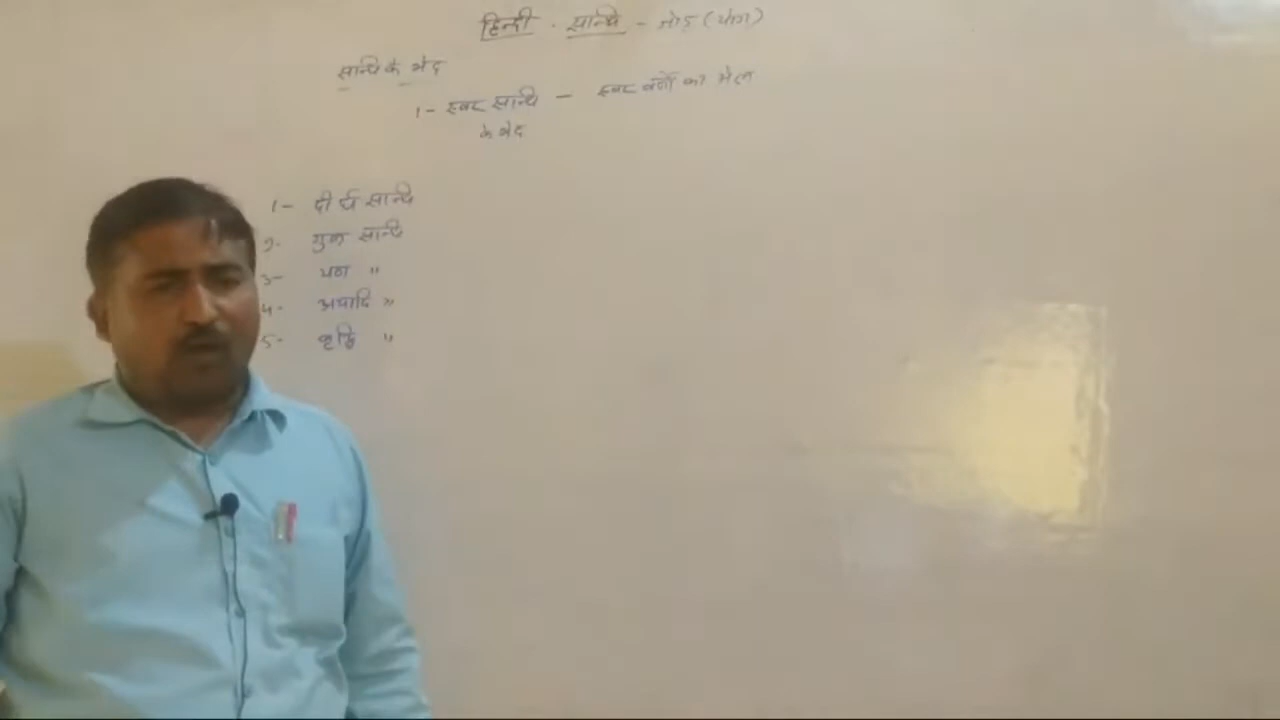 हिन्दी . सन्धि - जोड़ (योग)
सन्धि के भेद
1- स्वर सन्धि - स्वर वर्णों का मेल
के भेद
1- दीर्घ सन्धि
2- गुण सन्धि
3- यण "
4- अयादि "
5- वृद्धि "